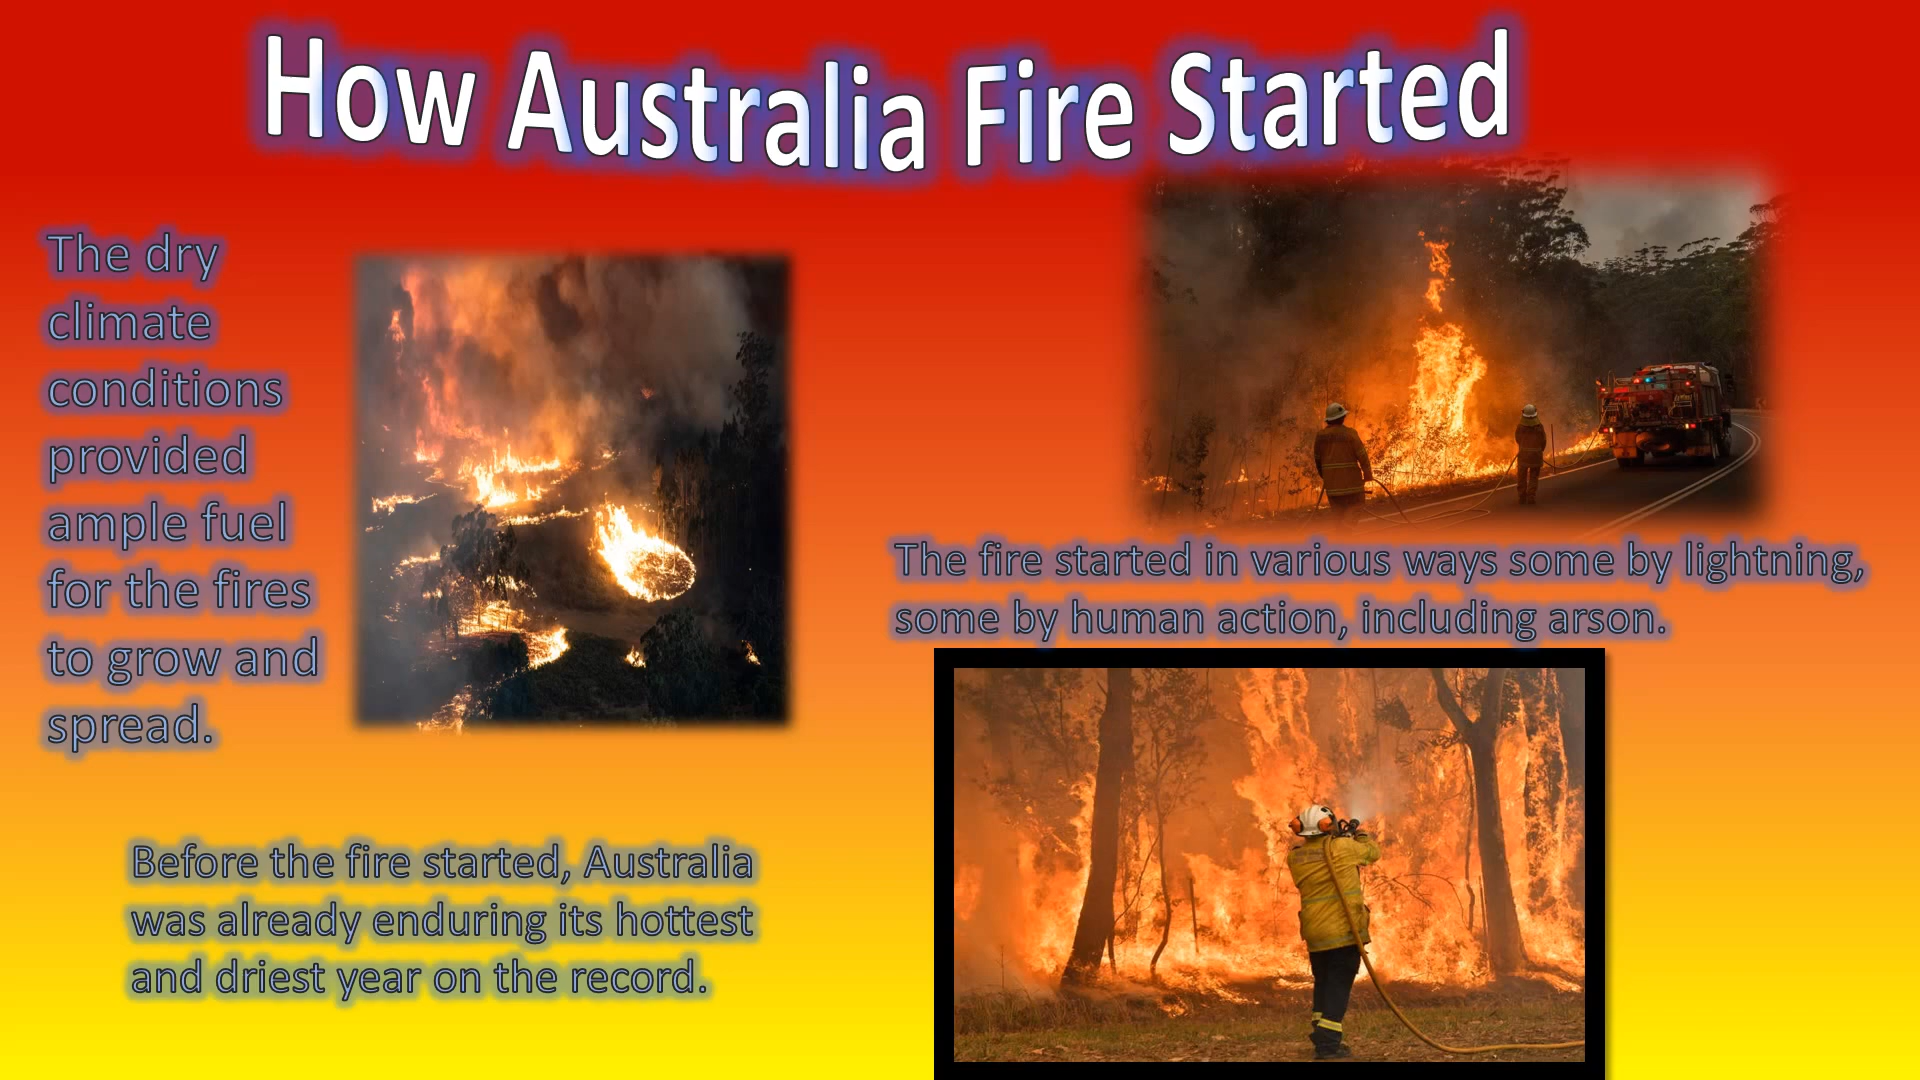 How Australia Fire Started
The dry
climate
conditions
provided
ample fuel
for the fires
to grow and
spread.
The fire started in various ways some by lightning,
some by human action, including arson.
Before the fire started, Australia
was already enduring its hottest
and driest year on the record.